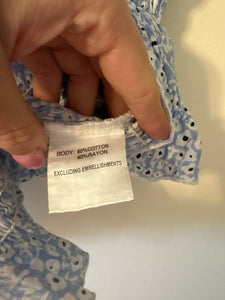 BODY: 60%COTTON
40%RAYON
EXCLUDING EMBELLISHMENTS